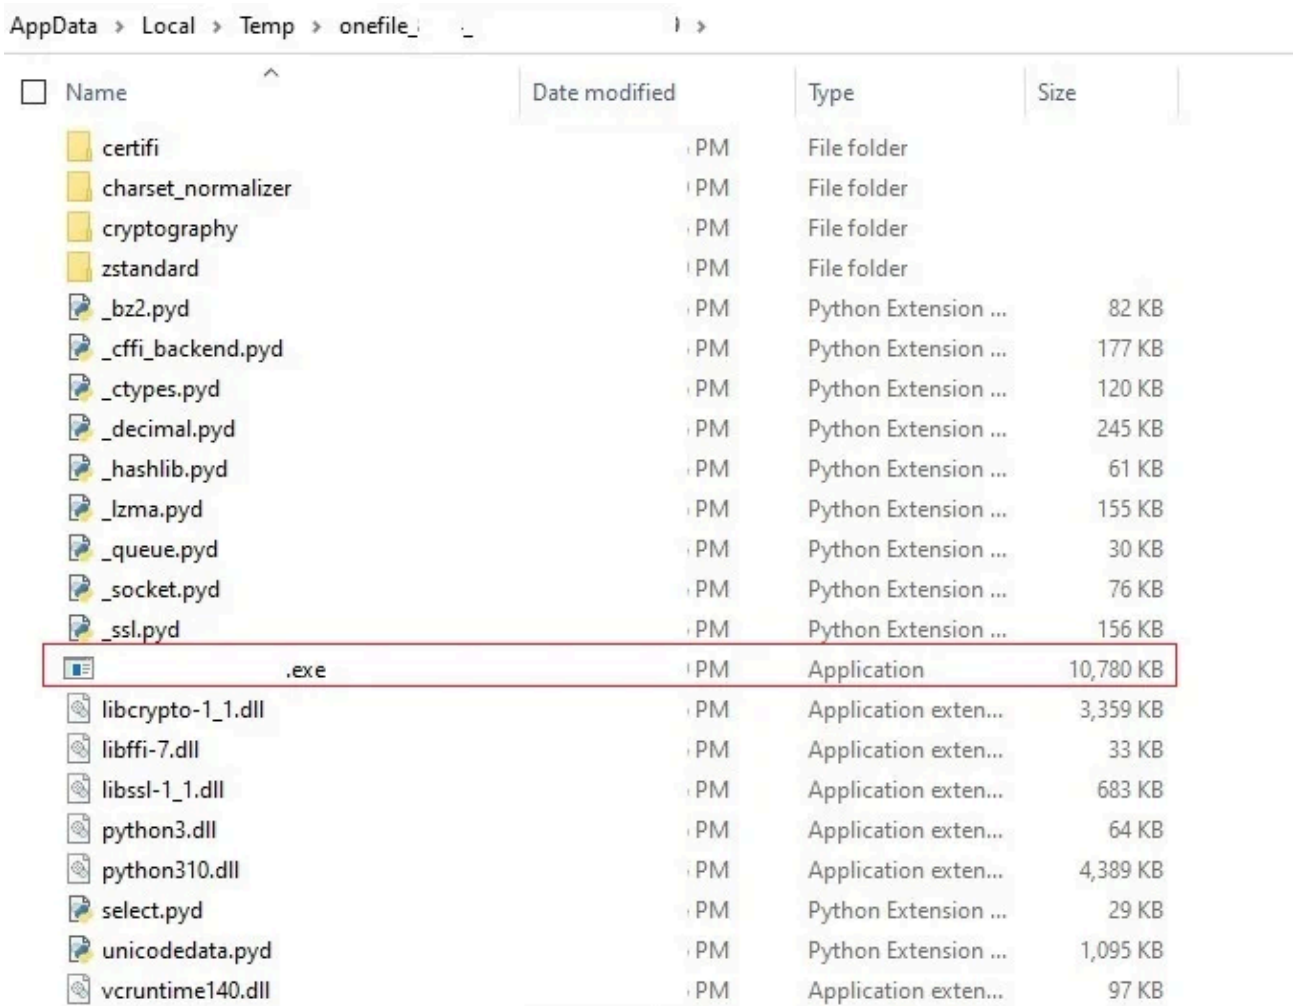 AppData > Local > Temp > onefile_ _ >
Name Date modified Type Size
certifi PM File folder
charset_normalizer PM File folder
cryptography PM File folder
zstandard PM File folder
_bz2.pyd PM Python Extension ... 82 KB
_cffi_backend.pyd PM Python Extension ... 177 KB
_ctypes.pyd PM Python Extension ... 120 KB
_decimal.pyd PM Python Extension ... 245 KB
_hashlib.pyd PM Python Extension ... 61 KB
_lzma.pyd PM Python Extension ... 155 KB
_queue.pyd PM Python Extension ... 30 KB
_socket.pyd PM Python Extension ... 76 KB
_ssl.pyd PM Python Extension ... 156 KB
.exe PM Application 10,780 KB
libcrypto-1_1.dll PM Application exten... 3,359 KB
libffi-7.dll PM Application exten... 33 KB
libssl-1_1.dll PM Application exten... 683 KB
python3.dll PM Application exten... 64 KB
python310.dll PM Application exten... 4,389 KB
select.pyd PM Python Extension ... 29 KB
unicodedata.pyd PM Python Extension ... 1,095 KB
vcruntime140.dll PM Application exten... 97 KB